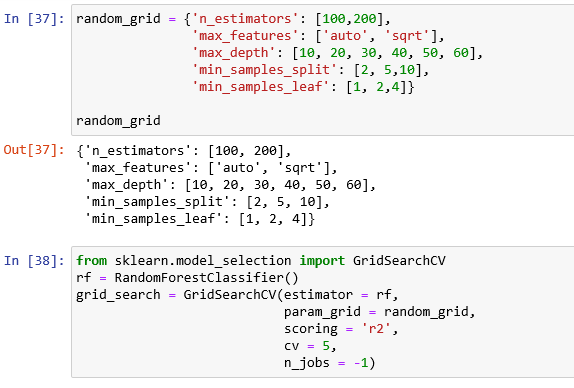 In [37]: random_grid = {'n_estimators': [100,200],
               'max_features': ['auto', 'sqrt'],
               'max_depth': [10, 20, 30, 40, 50, 60],
               'min_samples_split': [2, 5,10],
               'min_samples_leaf': [1, 2,4]}
random_grid
Out[37]: {'n_estimators': [100, 200],
 'max_features': ['auto', 'sqrt'],
 'max_depth': [10, 20, 30, 40, 50, 60],
 'min_samples_split': [2, 5, 10],
 'min_samples_leaf': [1, 2, 4]}
In [38]: from sklearn.model_selection import GridSearchCV
rf = RandomForestClassifier()
grid_search = GridSearchCV(estimator = rf,
                           param_grid = random_grid,
                           scoring = 'r2',
                           cv = 5,
                           n_jobs = -1)